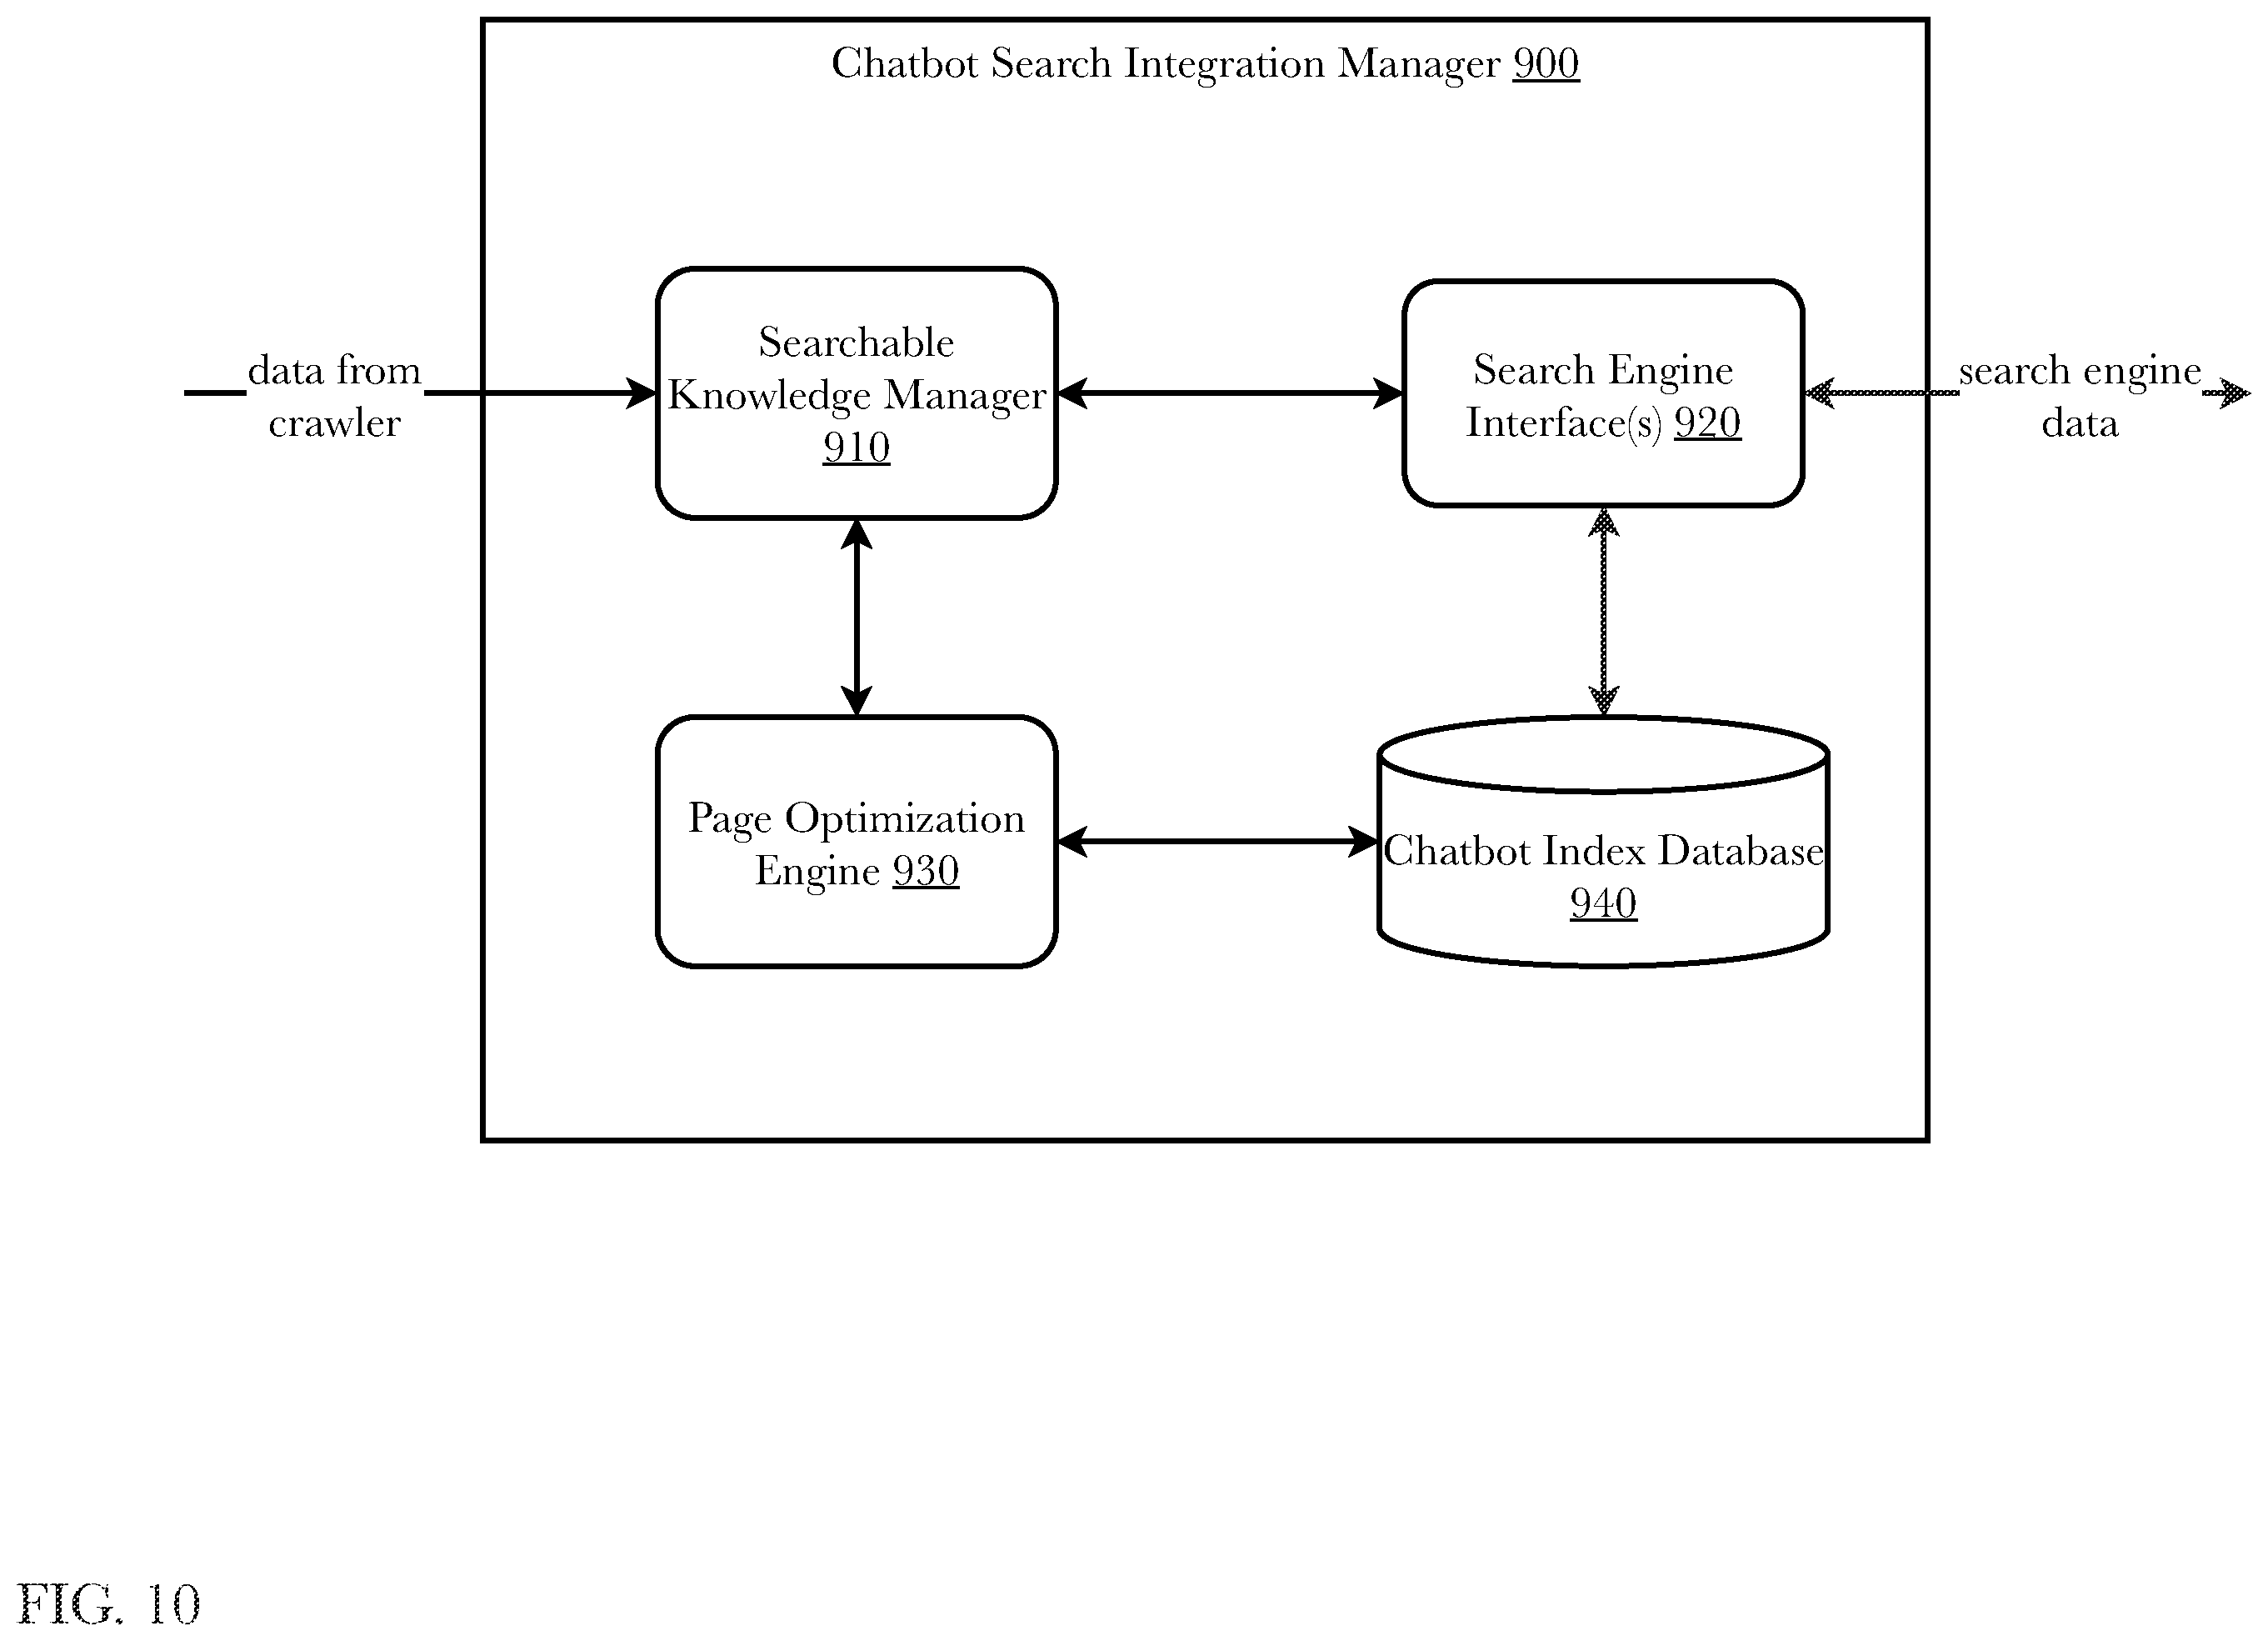 Chatbot Search Integration Manager 900
data from
crawler
Searchable
Knowledge Manager
910
Search Engine
Interface(s) 920
search engine
data
Page Optimization
Engine 930
Chatbot Index Database
940
FIG. 10